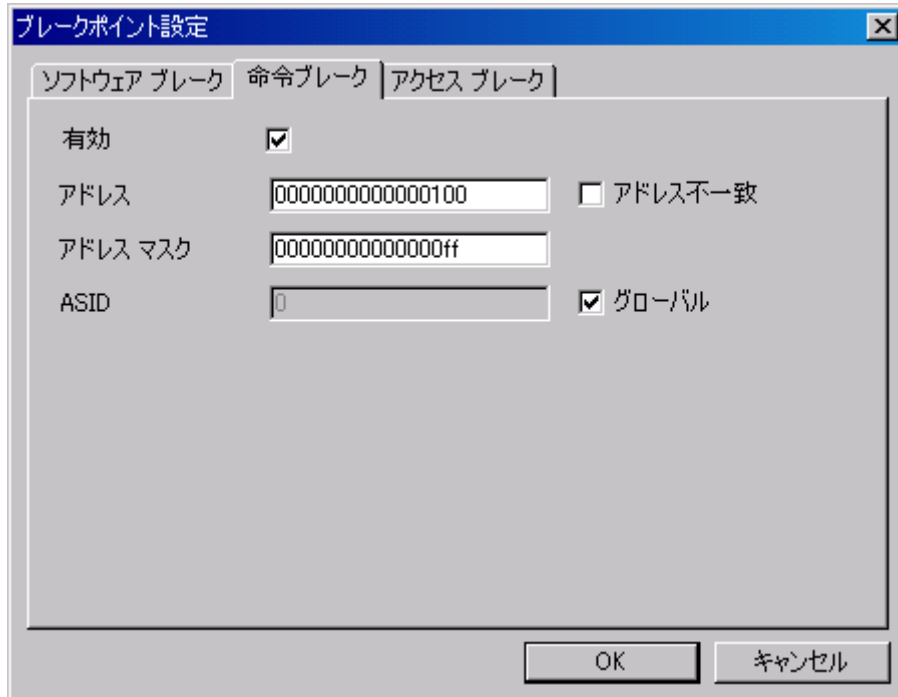 ブレークポイント設定
ソフトウェア ブレーク 命令ブレーク アクセス ブレーク
有効
アドレス 0000000000000100 アドレス不一致
アドレス マスク 00000000000000ff
ASID 0 グローバル
OK キャンセル